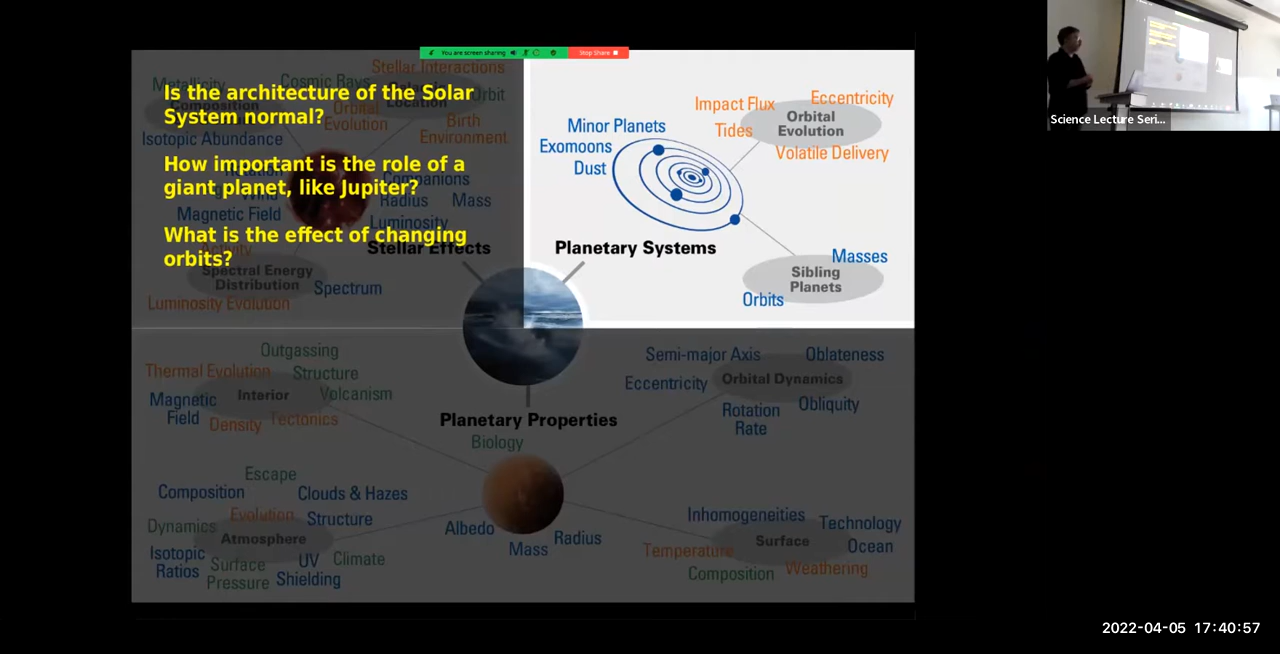 You are screen sharing
Stop Share
Science Lecture Seri...
Is the architecture of the Solar
System normal?
How important is the role of a
giant planet, like Jupiter?
What is the effect of changing
orbits?
Metallicity
Composition
Isotopic Abundance
Cosmic Rays
Stellar Interactions
Location
Orbit
Orbital
Evolution
Birth
Environment
Rotation
Wind
Magnetic Field
Activity
Companions
Radius
Mass
Luminosity
Stellar Effects
Spectral Energy
Distribution
Spectrum
Luminosity Evolution
Planetary Systems
Minor Planets
Exomoons
Dust
Impact Flux
Eccentricity
Tides
Orbital
Evolution
Volatile Delivery
Masses
Sibling
Planets
Orbits
Planetary Properties
Biology
Outgassing
Thermal Evolution
Structure
Interior
Volcanism
Magnetic
Field
Density
Tectonics
Semi-major Axis
Oblateness
Eccentricity
Orbital Dynamics
Rotation
Rate
Obliquity
Escape
Composition
Clouds & Hazes
Evolution
Structure
Dynamics
Atmosphere
Isotopic
Ratios
Surface
Pressure
UV
Shielding
Climate
Albedo
Mass
Radius
Inhomogeneities
Technology
Surface
Ocean
Temperature
Composition
Weathering
2022-04-05 17:40:57